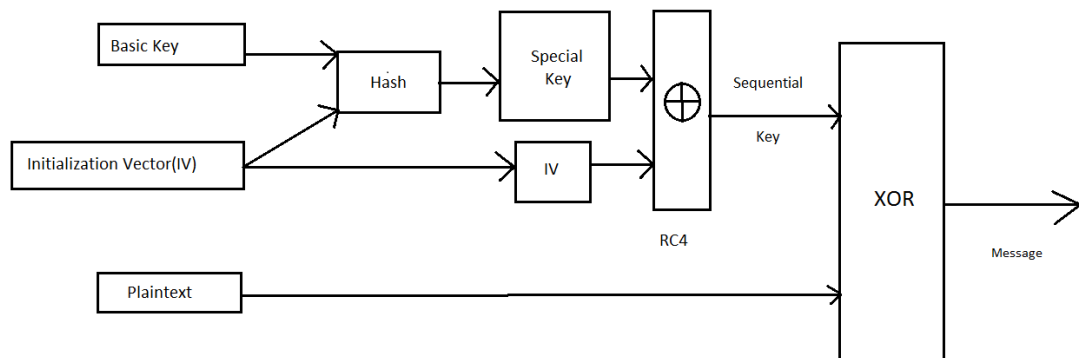 Basic Key
Hash
Special
Key
Sequential
Key
Initialization Vector(IV)
IV
RC4
XOR
Message
Plaintext